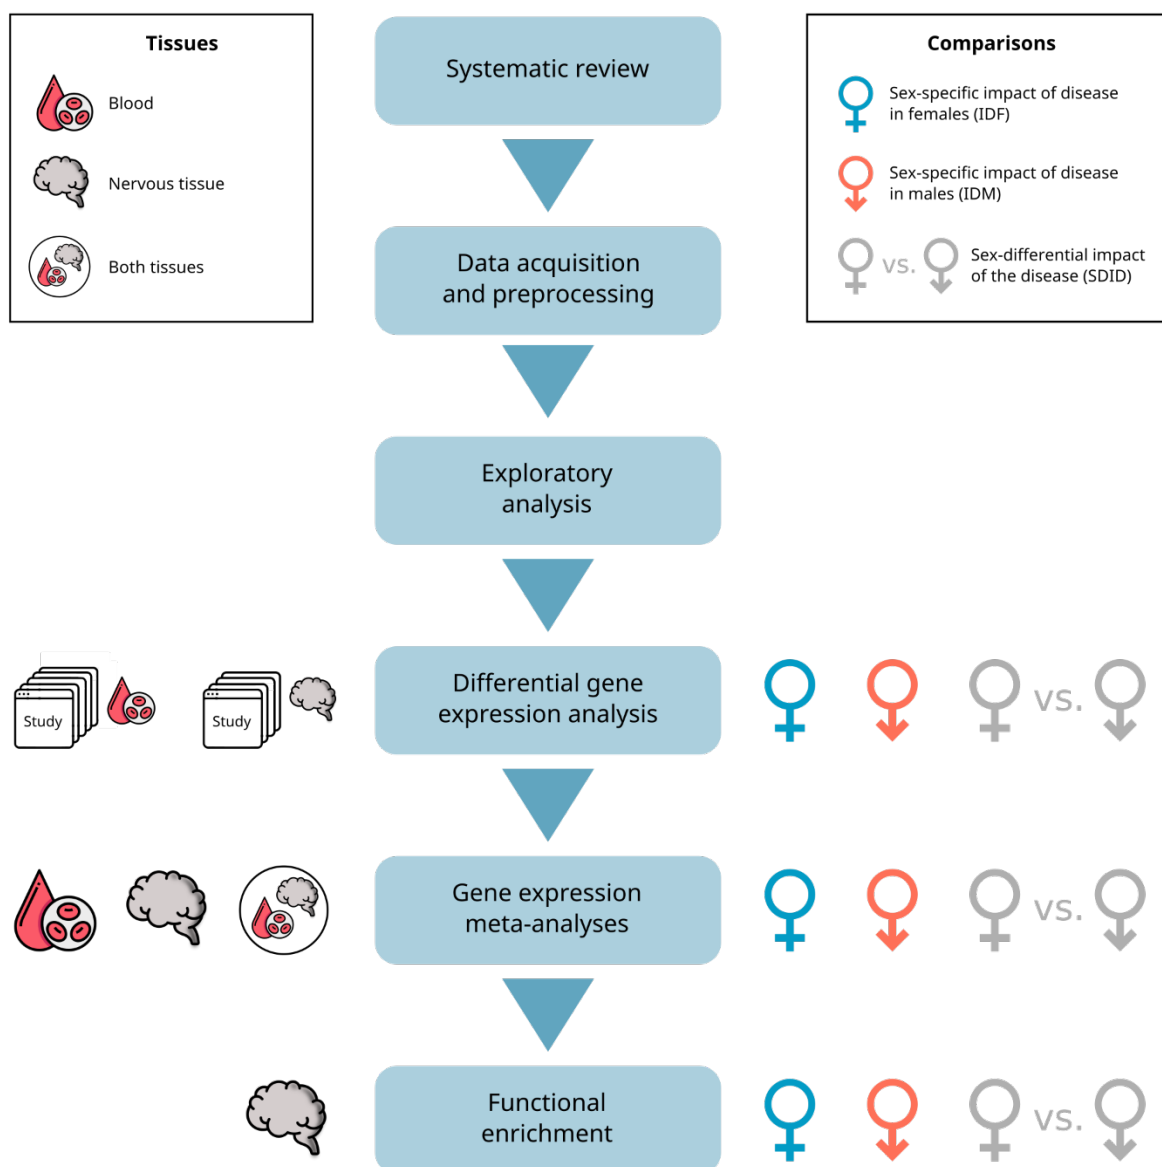 Tissues
Blood
Nervous tissue
Both tissues
Systematic review
Comparisons
Sex-specific impact of disease
in females (IDF)
Sex-specific impact of disease
in males (IDM)
vs.
Sex-differential impact
of the disease (SDID)
Data acquisition
and preprocessing
Exploratory
analysis
Study
Study
Differential gene
expression analysis
vs.
Gene expression
meta-analyses
vs.
Functional
enrichment
vs.